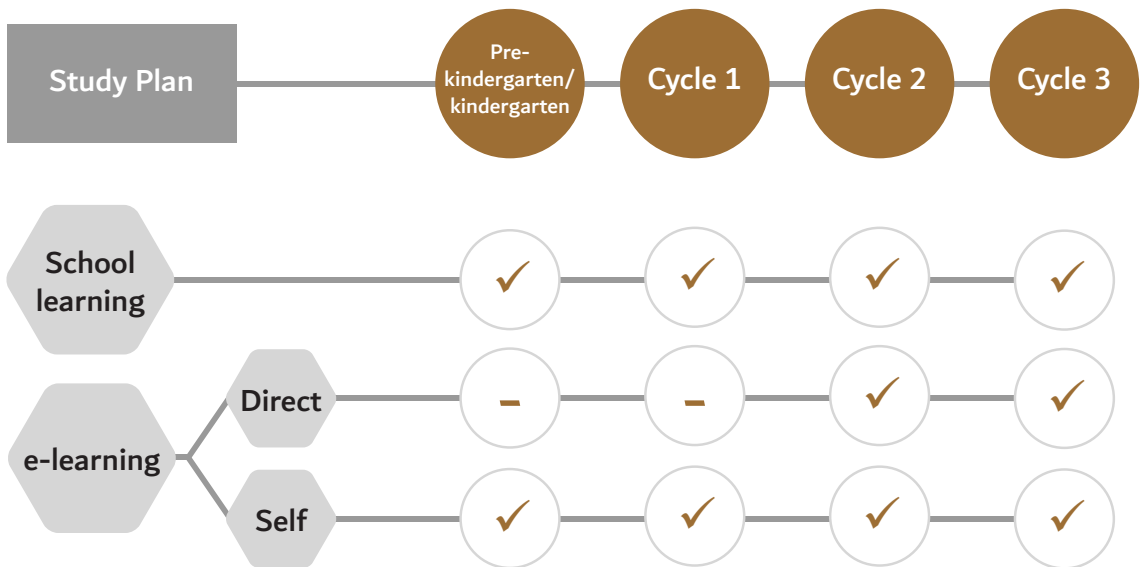 Study Plan
Pre-
kindergarten/
kindergarten
Cycle 1
Cycle 2
Cycle 3
School
learning
✓ ✓ ✓ ✓
e-learning
Direct
- - ✓ ✓
Self
✓ ✓ ✓ ✓